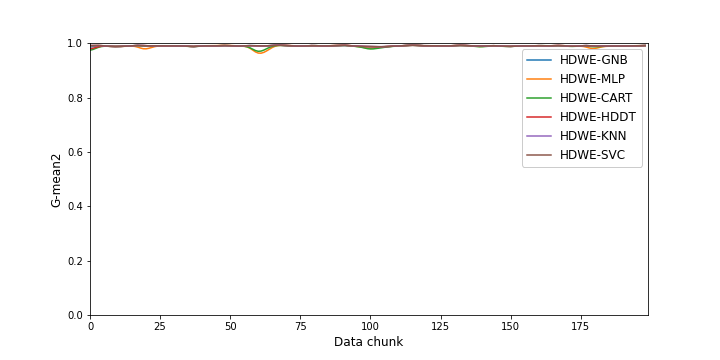 1.0
0.8
0.6
0.4
0.2
0.0
G-mean2
HDWE-GNB
HDWE-MLP
HDWE-CART
HDWE-HDDT
HDWE-KNN
HDWE-SVC
0 25 50 75 100 125 150 175
Data chunk